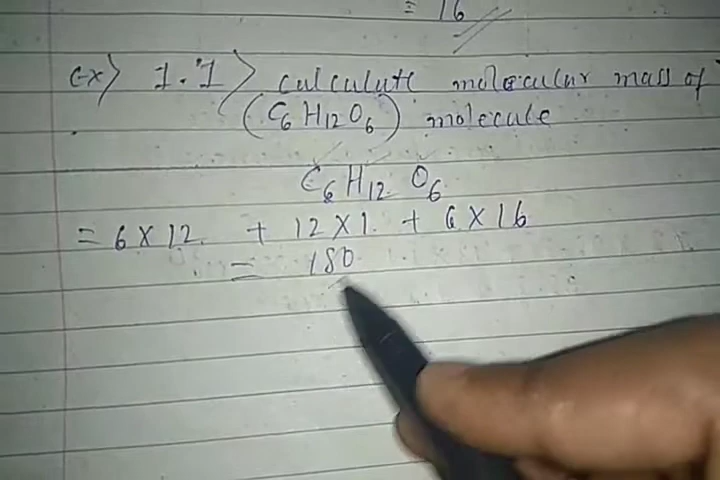 = 16
Ex) 1.1) calculate molecular mass of
(C6H12O6) molecule
C6H12O6
= 6 × 12 + 12 × 1 + 6 × 16
= 180